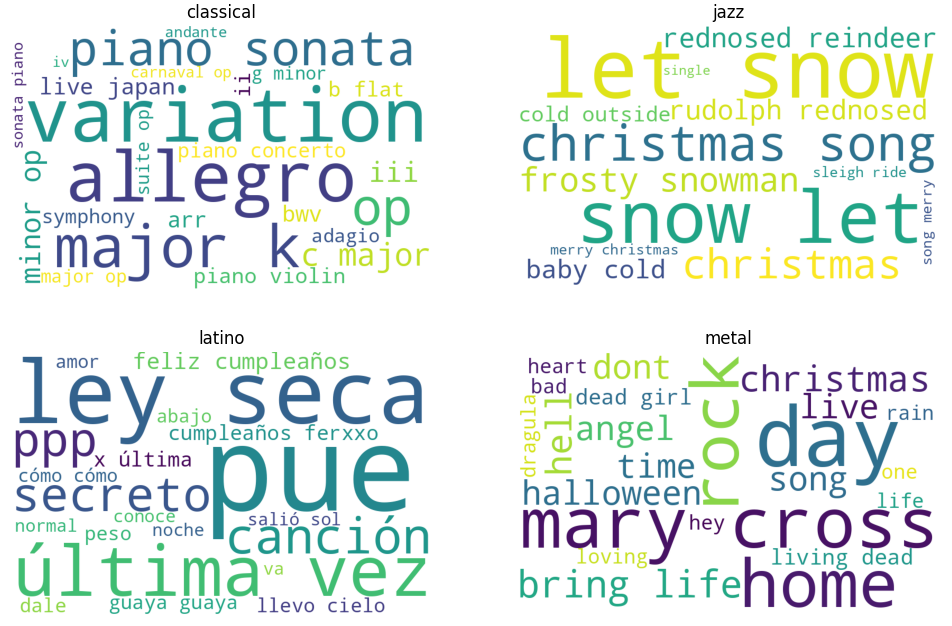 classical
andante
piano sonata
iv
carnaval op
g minor
ii
sonata piano
live japan
b flat
variation
suite op
piano concerto
allegro
iii
minor op
symphony
arr
bwv
op
major k
adagio
c major
major op
piano violin
jazz
rednosed reindeer
let snow
single
cold outside
rudolph rednosed
christmas song
frosty snowman
sleigh ride
snow let
song merry
merry christmas
baby cold
christmas
latino
amor
feliz cumpleaños
ley seca
abajo
ppp
cumpleaños ferxxo
x última
pue
cómo cómo
secreto
conoce
salió sol
normal
peso
noche
canción
última vez
va
dale
guaya guaya
llevo cielo
metal
heart
dont
rock
christmas
bad
dead girl
live
rain
dragula
hell
angel
day
time
song
one
halloween
life
mary cross
hey
loving
living dead
bring life
home